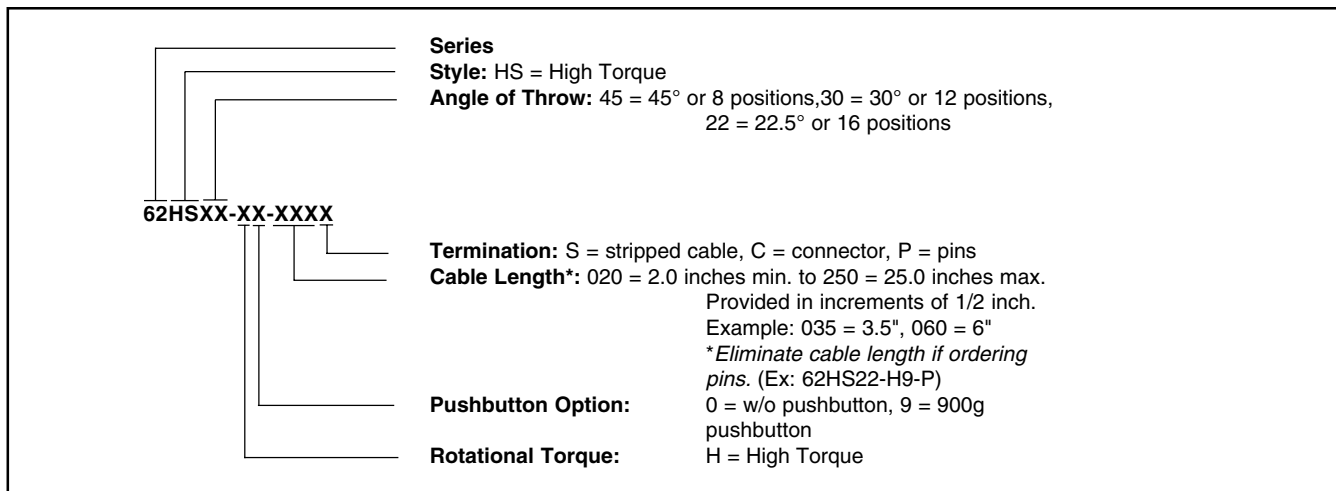 Series
Style: HS = High Torque
Angle of Throw: 45 = 45° or 8 positions,30 = 30° or 12 positions,
22 = 22.5° or 16 positions
62HSXX-XX-XXXX
Termination: S = stripped cable, C = connector, P = pins
Cable Length*: 020 = 2.0 inches min. to 250 = 25.0 inches max.
Provided in increments of 1/2 inch.
Example: 035 = 3.5", 060 = 6"
*Eliminate cable length if ordering
pins. (Ex: 62HS22-H9-P)
Pushbutton Option: 0 = w/o pushbutton, 9 = 900g
pushbutton
Rotational Torque: H = High Torque